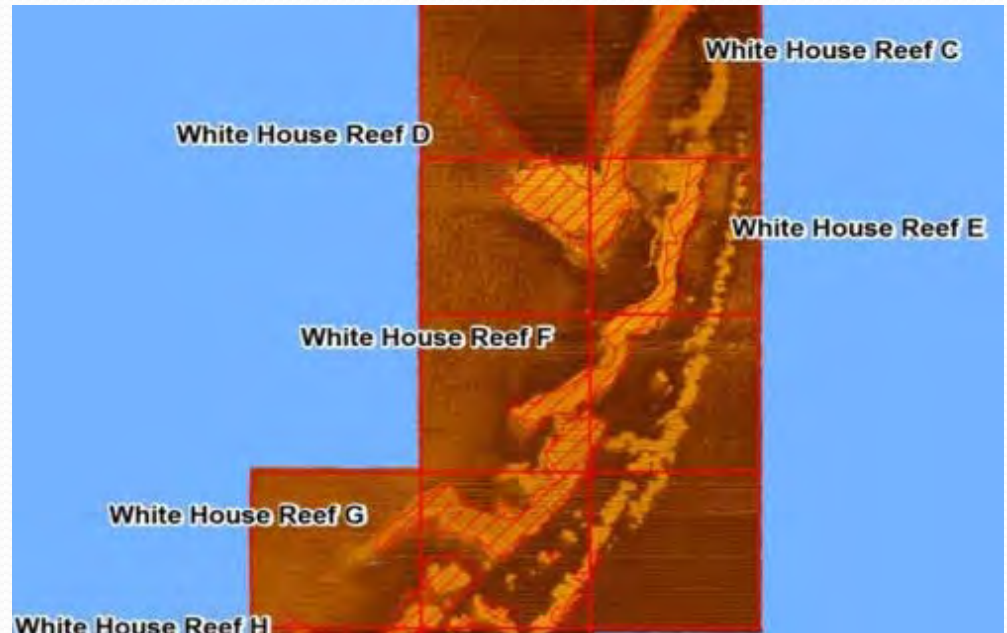 White House Reef C
White House Reef D
White House Reef E
White House Reef F
White House Reef G
White House Reef H